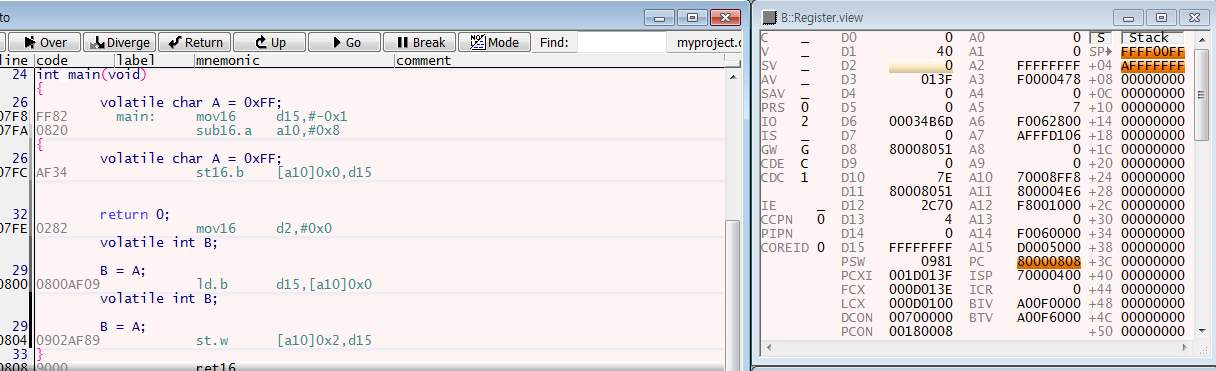 to
Over Diverge Return Up Go Break Mode Find: myproject.
line code label mnemonic comment
24 int main(void)
{
26 volatile char A = 0xFF;
07F8 FF82 main: mov16 d15,#-0x1
07FA 0820 sub16.a a10,#0x8
{
26 volatile char A = 0xFF;
07FC AF34 st16.b [a10]0x0,d15
32 return 0;
07FE 0282 mov16 d2,#0x0
volatile int B;
29 B = A;
0800 0800AF09 ld.b d15,[a10]0x0
volatile int B;
29 B = A;
0804 0902AF89 st.w [a10]0x2,d15
33 }
0808 9000 ret16
B::Register.view
C _ D0 0 A0 0 S Stack
V _ D1 40 A1 0 SP FFFF00FF
SV _ D2 0 A2 FFFFFFFF +04 AFFFFFFF
AV _ D3 013F A3 F0000478 +08 00000000
SAV _ D4 0 A4 0 +0C 00000000
PRS 0 D5 0 A5 7 +10 00000000
IO 2 D6 00034B6D A6 F0062800 +14 00000000
IS _ D7 0 A7 AFFFD106 +18 00000000
GW G D8 80008051 A8 0 +1C 00000000
CDE C D9 0 A9 0 +20 00000000
CDC 1 D10 7E A10 70008FF8 +24 00000000
D11 80008051 A11 800004E6 +28 00000000
IE _ D12 2C70 A12 F8001000 +2C 00000000
CCPN 0 D13 4 A13 0 +30 00000000
PIPN D14 0 A14 F0060000 +34 00000000
COREID 0 D15 FFFFFFFF A15 D0005000 +38 00000000
PSW 0981 PC 80000808 +3C 00000000
PCXI 001D013F ISP 70000400 +40 00000000
FCX 000D013E ICR 0 +44 00000000
LCX 000D0100 BIV A00F0000 +48 00000000
DCON 00700000 BTV A00F6000 +4C 00000000
PCON 00180008 +50 00000000